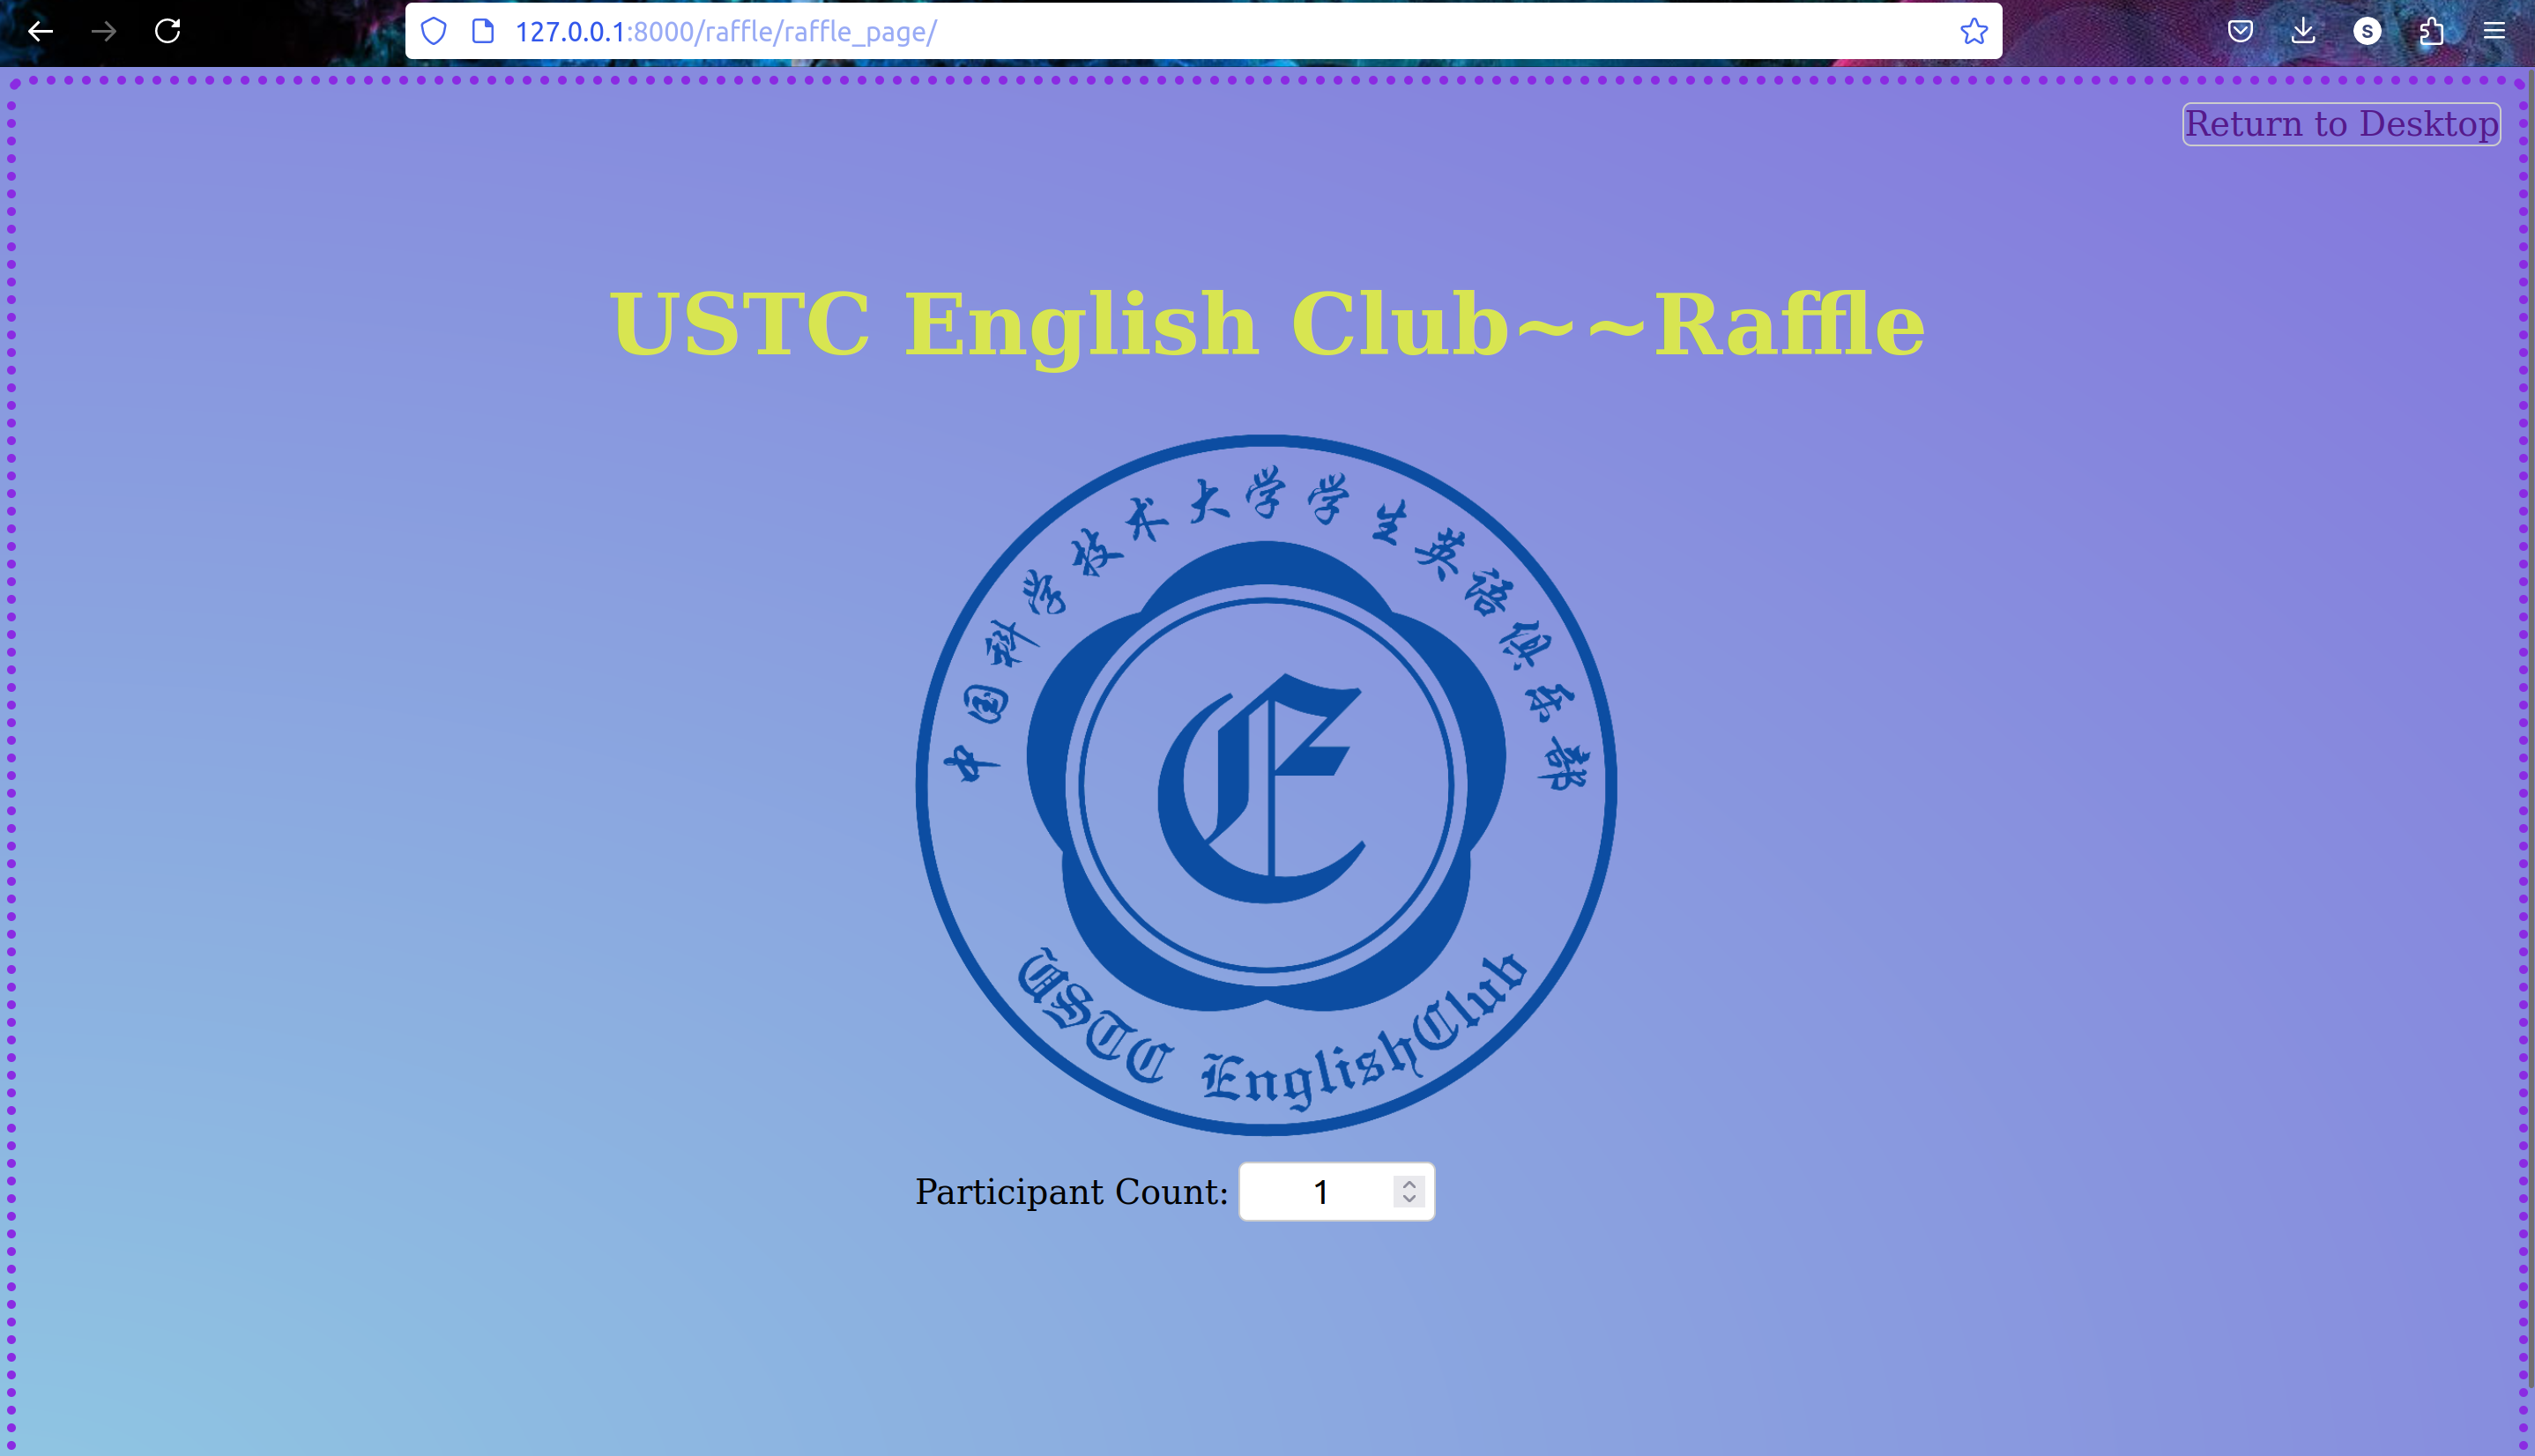 127.0.0.1:8000/raffle/raffle_page/
S
Return to Desktop
USTC English Club~~Raffle
中国科学技术大学学生英语俱乐部
E
USTC EnglishClub
Participant Count: 1